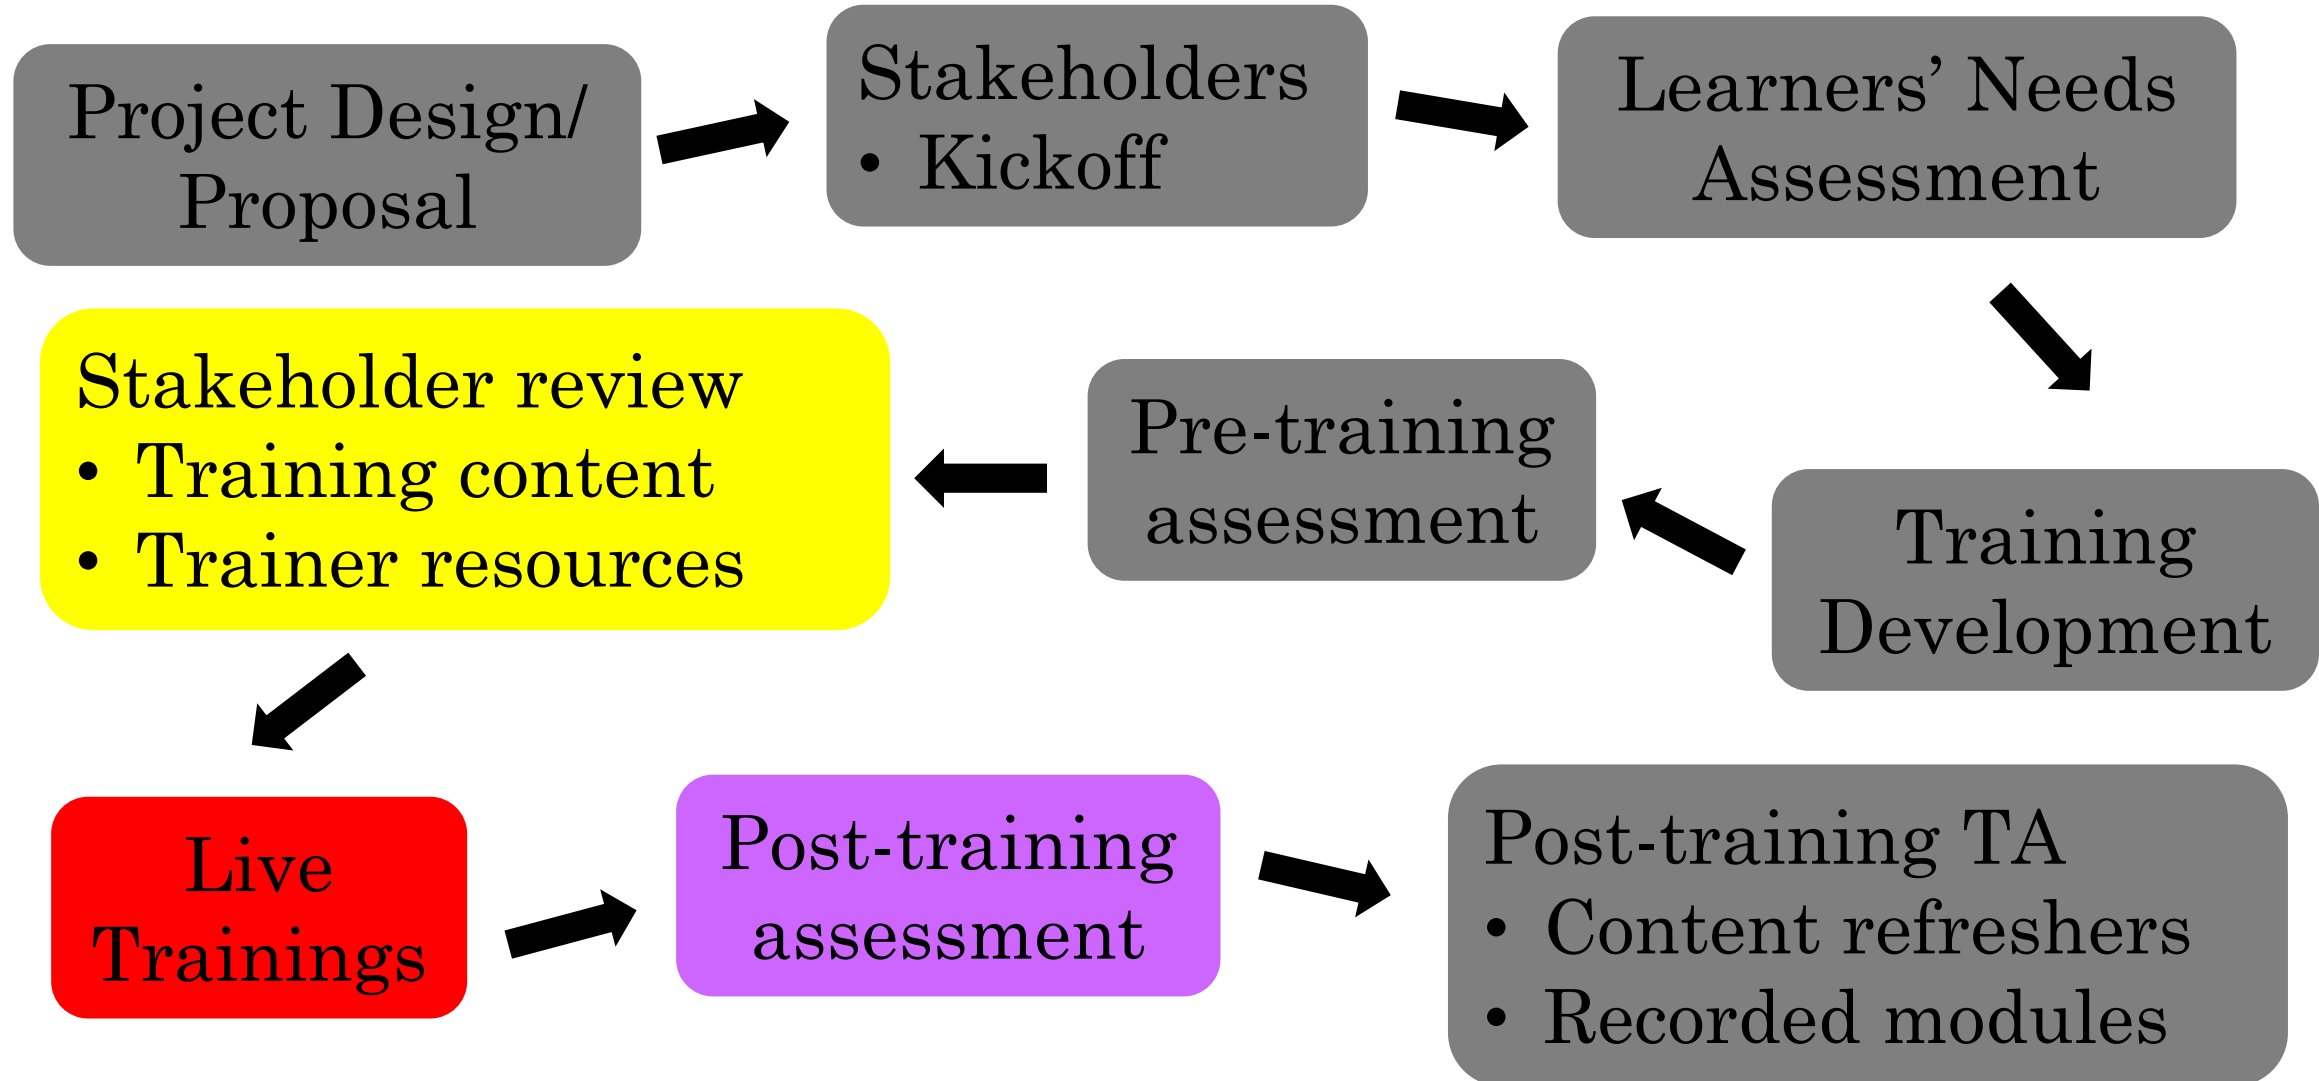 Project Design/
Proposal
Stakeholders
• Kickoff
Learners’ Needs
Assessment
Training
Development
Pre-training
assessment
Stakeholder review
• Training content
• Trainer resources
Live
Trainings
Post-training
assessment
Post-training TA
• Content refreshers
• Recorded modules